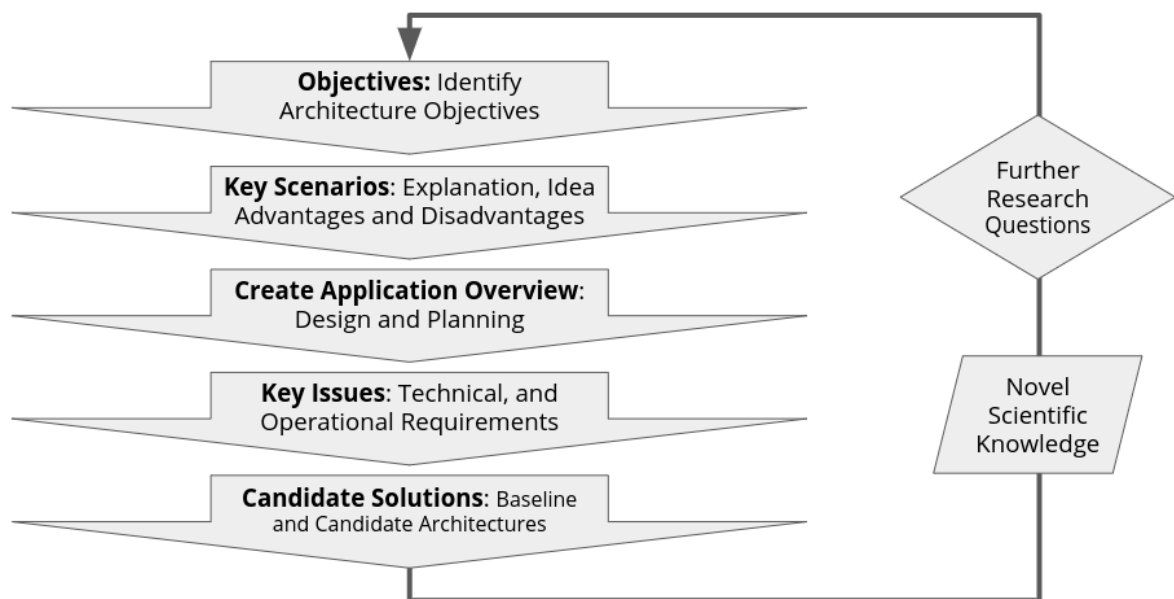 Objectives: Identify
Architecture Objectives
Key Scenarios: Explanation, Idea
Advantages and Disadvantages
Create Application Overview:
Design and Planning
Key Issues: Technical, and
Operational Requirements
Candidate Solutions: Baseline
and Candidate Architectures
Further
Research
Questions
Novel
Scientific
Knowledge